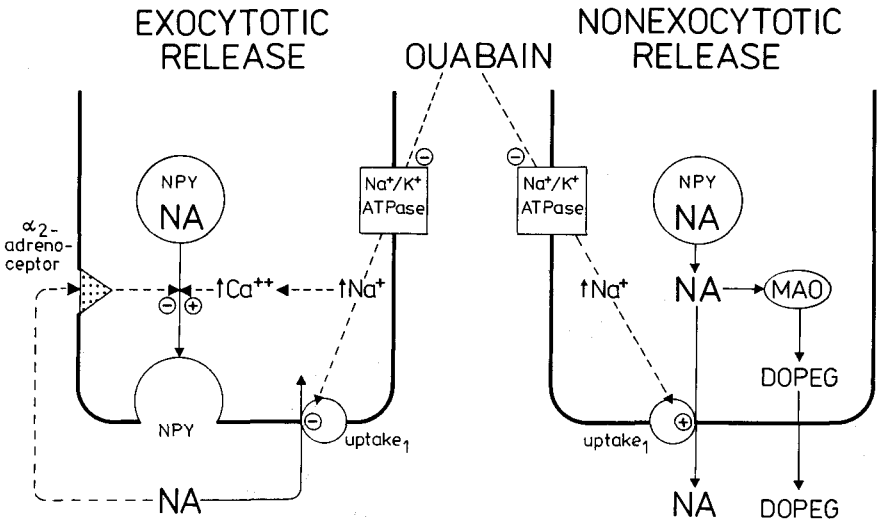 EXOCYTOTIC
RELEASE
OUABAIN
NONEXOCYTOTIC
RELEASE
NPY
NA
Na⁺/K⁺
ATPase
⊖
α₂-
adreno-
ceptor
↑Ca⁺⁺
↑Na⁺
⊖ ⊕
NPY
⊖
uptake₁
NA
⊖
Na⁺/K⁺
ATPase
NPY
NA
↑Na⁺
NA
MAO
DOPEG
⊕
uptake₁
NA
DOPEG